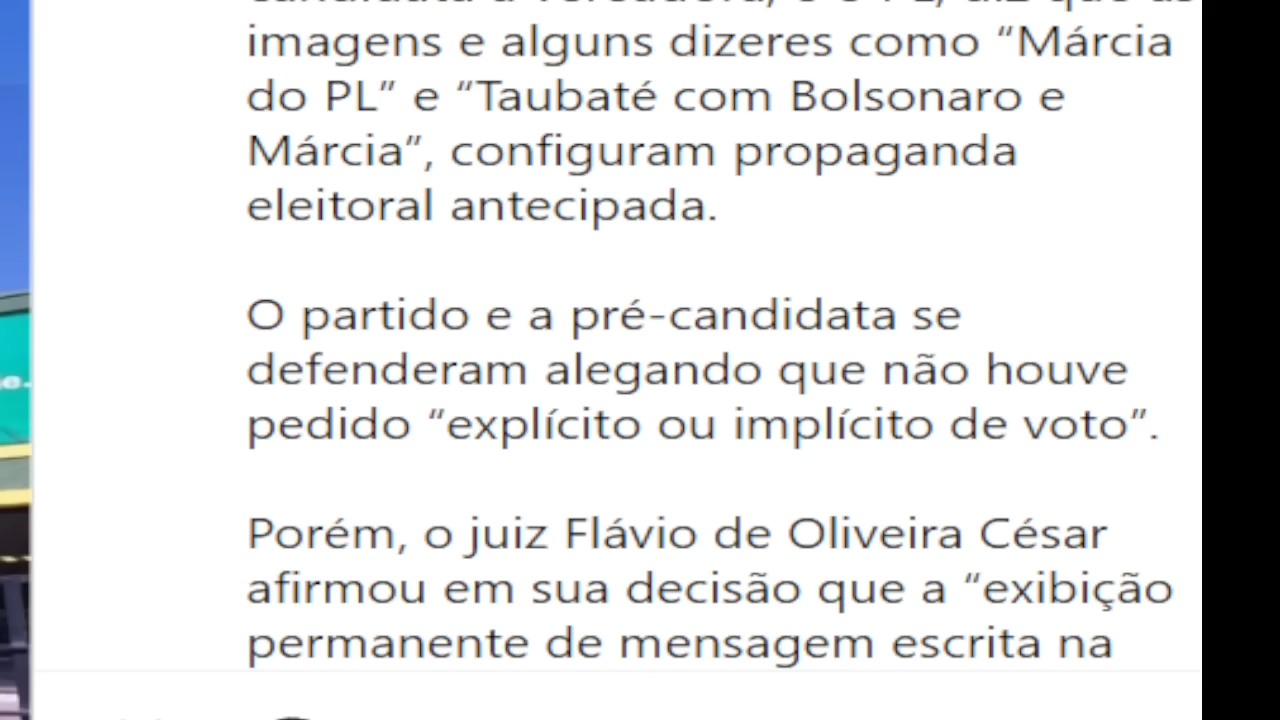 imagens e alguns dizeres como “Márcia
do PL” e “Taubaté com Bolsonaro e
Márcia”, configuram propaganda
eleitoral antecipada.
O partido e a pré-candidata se
defenderam alegando que não houve
pedido “explícito ou implícito de voto”.
Porém, o juiz Flávio de Oliveira César
afirmou em sua decisão que a “exibição
permanente de mensagem escrita na